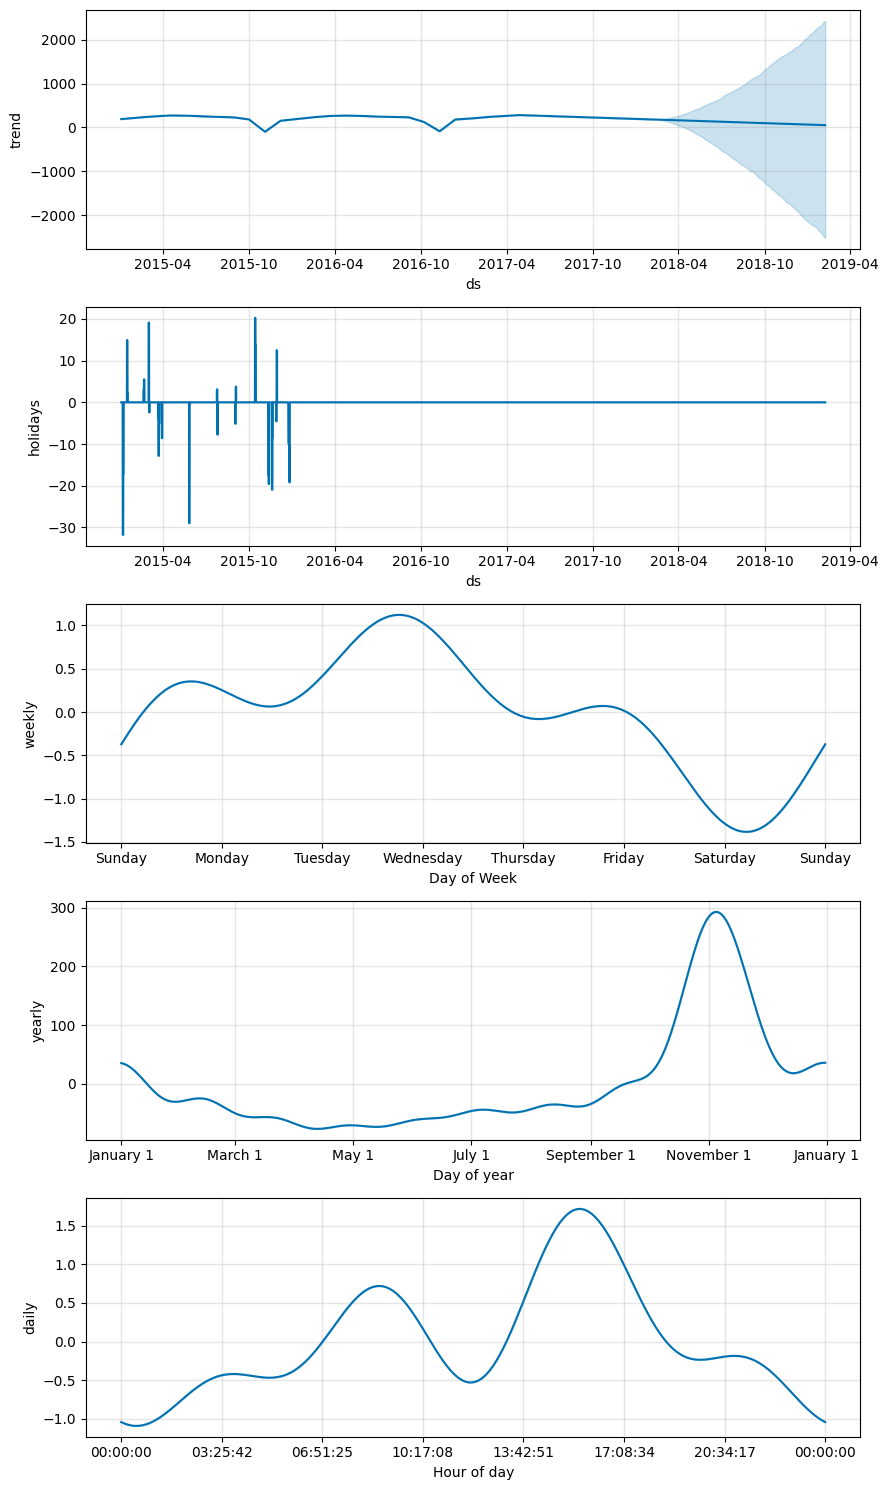 2000
1000
0
−1000
−2000
trend
2015-04 2015-10 2016-04 2016-10 2017-04 2017-10 2018-04 2018-10 2019-04
ds
20
10
0
−10
−20
−30
holidays
2015-04 2015-10 2016-04 2016-10 2017-04 2017-10 2018-04 2018-10 2019-04
ds
1.0
0.5
0.0
−0.5
−1.0
−1.5
weekly
Sunday Monday Tuesday Wednesday Thursday Friday Saturday Sunday
Day of Week
300
200
100
0
yearly
January 1 March 1 May 1 July 1 September 1 November 1 January 1
Day of year
1.5
1.0
0.5
0.0
−0.5
−1.0
daily
00:00:00 03:25:42 06:51:25 10:17:08 13:42:51 17:08:34 20:34:17 00:00:00
Hour of day